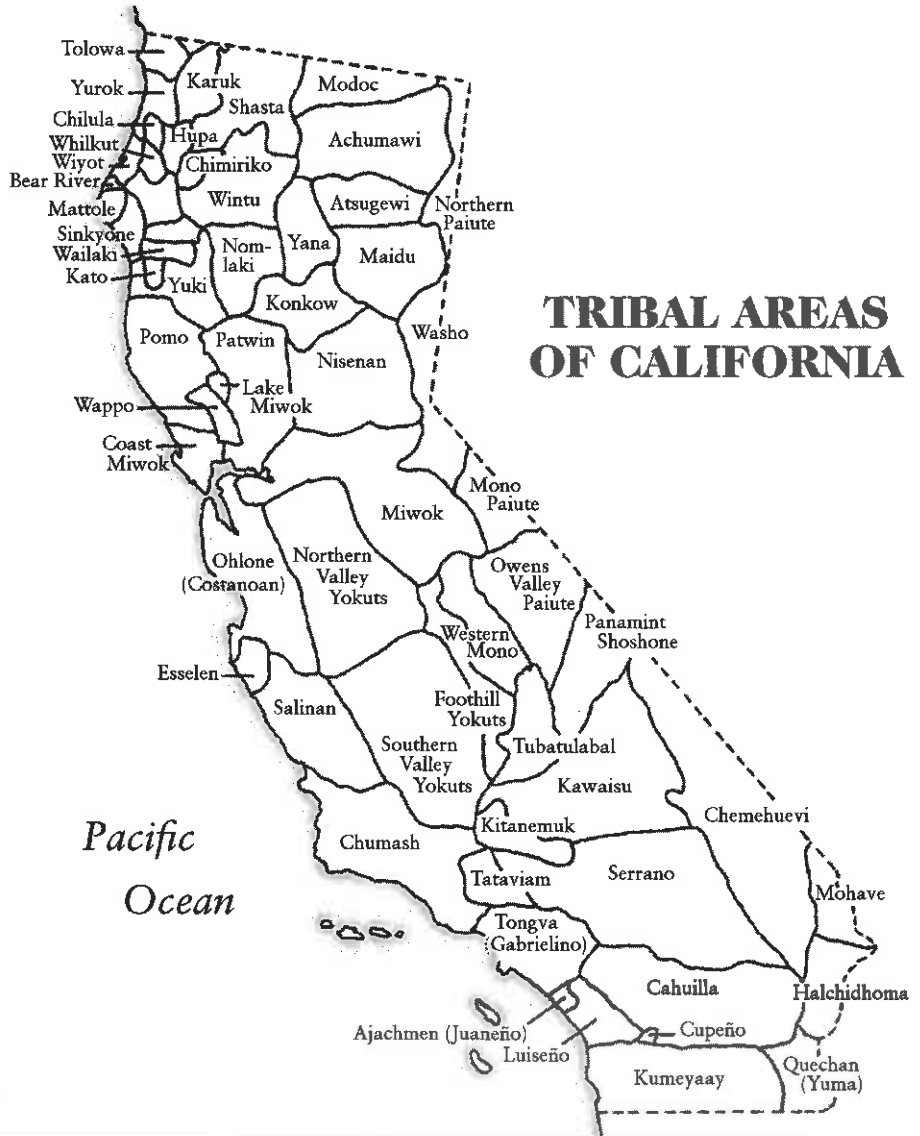 Tolowa
Yurok
Karuk
Modoc
Shasta
Chilula
Hupa
Achumawi
Whilkut
Wiyot
Chimiriko
Bear River
Wintu
Atsugewi
Northern
Paiute
Mattole
Sinkyone
Nom-
laki
Yana
Maidu
Wailaki
Kato
Yuki
Konkow
TRIBAL AREAS
OF CALIFORNIA
Pomo
Patwin
Nisenan
Washo
Lake
Miwok
Wappo
Coast
Miwok
Mono
Paiute
Miwok
Ohlone
(Costanoan)
Northern
Valley
Yokuts
Owens
Valley
Paiute
Panamint
Shoshone
Western
Mono
Esselen
Salinan
Foothill
Yokuts
Southern
Valley
Yokuts
Tubatulabal
Kawaisu
Chemehuevi
Kitanemuk
Chumash
Pacific
Ocean
Tataviam
Serrano
Mohave
Tongva
(Gabrielino)
Cahuilla
Halchidhoma
Ajachmen (Juaneño)
Luiseño
Cupeño
Kumeyaay
Quechan
(Yuma)